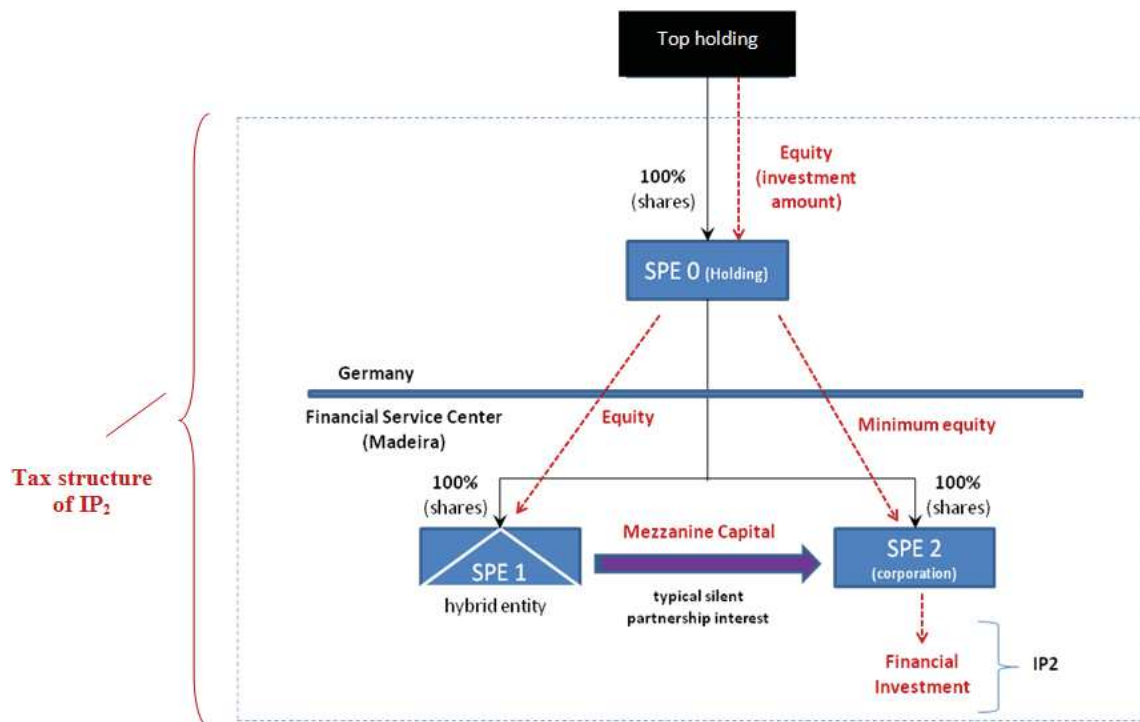 Top holding
Equity
(investment
amount)
100%
(shares)
SPE 0 (Holding)
Germany
Financial Service Center
(Madeira)
Equity
Minimum equity
Tax structure
of IP₂
100%
(shares)
100%
(shares)
Mezzanine Capital
SPE 1
SPE 2
(corporation)
hybrid entity
typical silent
partnership interest
Financial
Investment
IP2